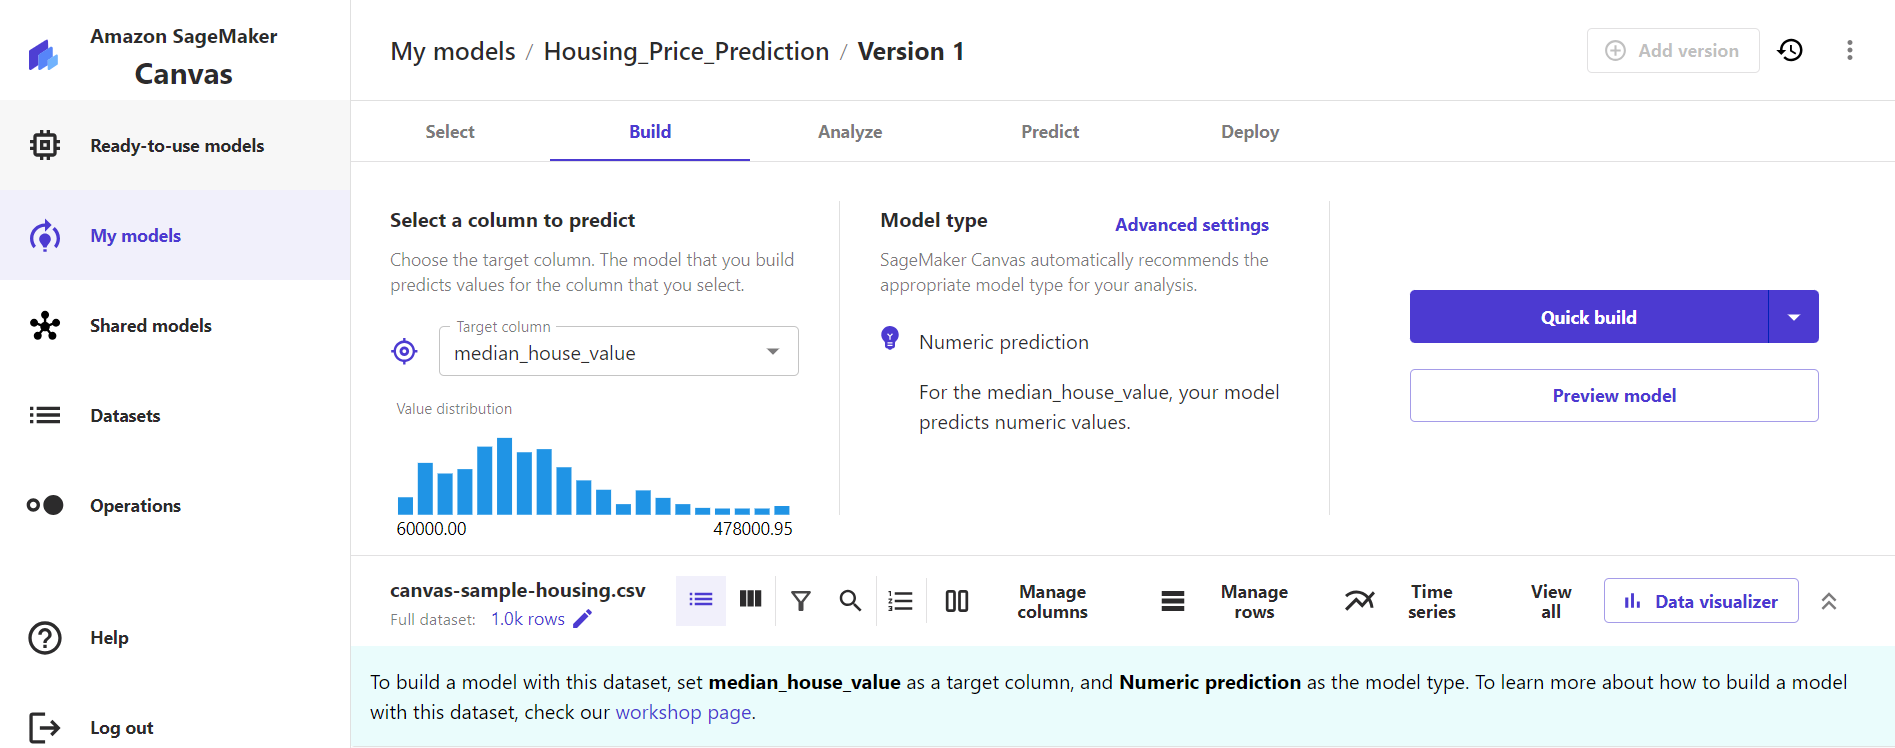 Amazon SageMaker
Canvas
Ready-to-use models
My models
Shared models
Datasets
Operations
Help
Log out
My models / Housing_Price_Prediction / Version 1
Add version
Select
Build
Analyze
Predict
Deploy
Select a column to predict
Choose the target column. The model that you build
predicts values for the column that you select.
Target column
median_house_value
Value distribution
60000.00
478000.95
Model type
Advanced settings
SageMaker Canvas automatically recommends the
appropriate model type for your analysis.
Numeric prediction
For the median_house_value, your model
predicts numeric values.
Quick build
Preview model
canvas-sample-housing.csv
Full dataset: 1.0k rows
Manage
columns
Manage
rows
Time
series
View
all
Data visualizer
To build a model with this dataset, set median_house_value as a target column, and Numeric prediction as the model type. To learn more about how to build a model
with this dataset, check our workshop page.